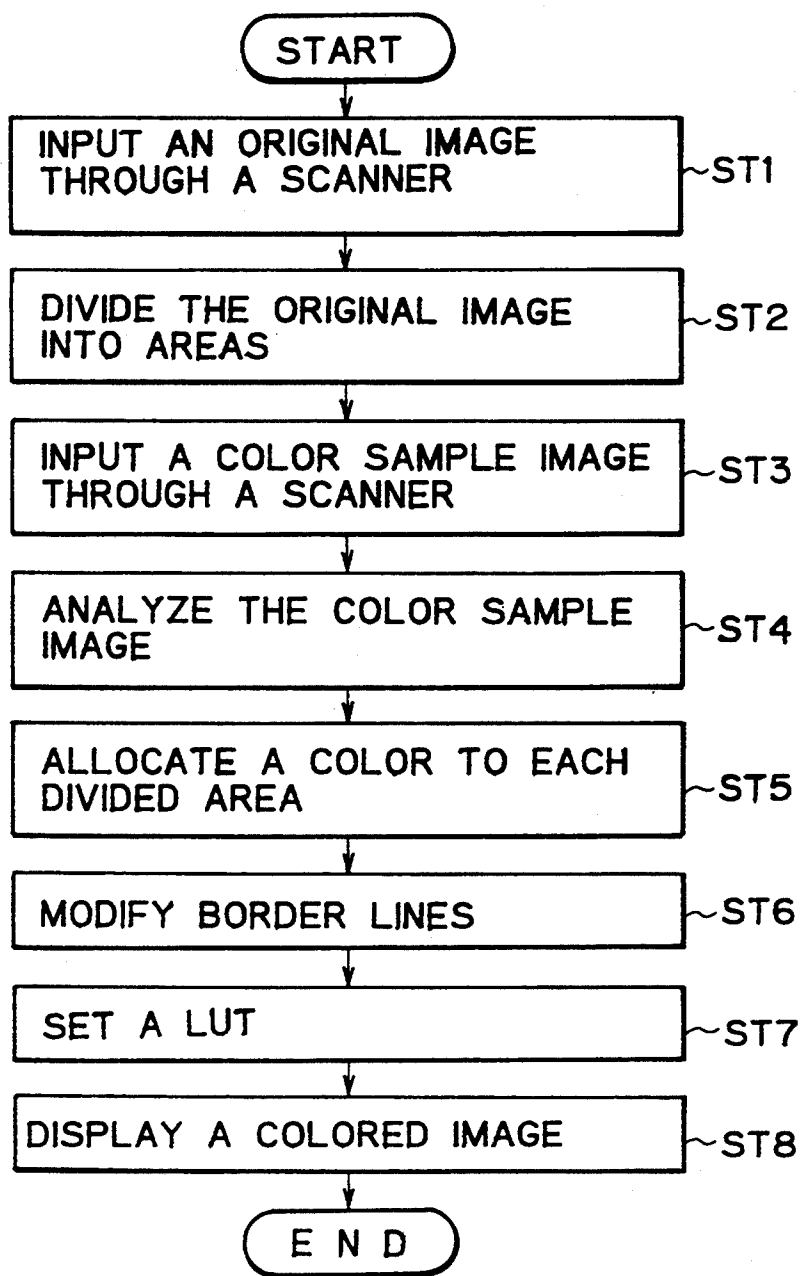 START
INPUT AN ORIGINAL IMAGE
THROUGH A SCANNER
ST1
DIVIDE THE ORIGINAL IMAGE
INTO AREAS
ST2
INPUT A COLOR SAMPLE IMAGE
THROUGH A SCANNER
ST3
ANALYZE THE COLOR SAMPLE
IMAGE
ST4
ALLOCATE A COLOR TO EACH
DIVIDED AREA
ST5
MODIFY BORDER LINES
ST6
SET A LUT
ST7
DISPLAY A COLORED IMAGE
ST8
END